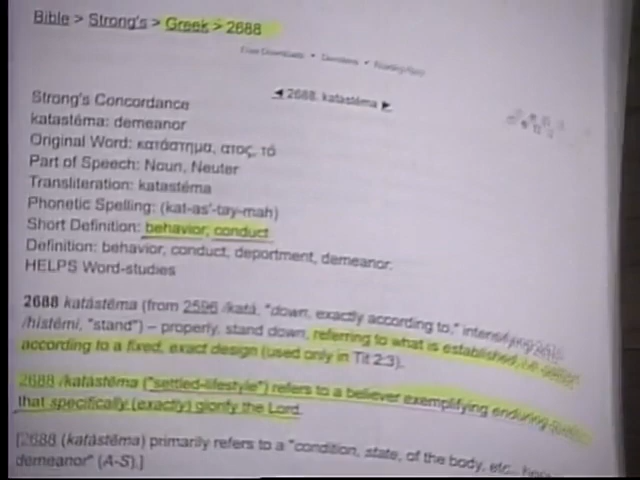 Bible > Strong's > Greek > 2688
◄ 2688. katastéma ►
Strong's Concordance
katastéma: demeanor
Original Word: κατάστημα, ατος, τό
Part of Speech: Noun, Neuter
Transliteration: katastéma
Phonetic Spelling: (kat-as'-tay-mah)
Short Definition: behavior, conduct
Definition: behavior, conduct, deportment, demeanor.
HELPS Word-studies
2688 katástēma (from 2596 /katá, "down, exactly according to," intensifying
/hístēmi, "stand") – properly, stand down, referring to what is established,
according to a fixed, exact design (used only in Tit 2:3).
2688 /katástēma ("settled-lifestyle") refers to a believer exemplifying enduring
that specifically (exactly) glorify the Lord.
[2688 (katástēma) primarily refers to a "condition, state, of the body, etc.,
demeanor" (A-S).]